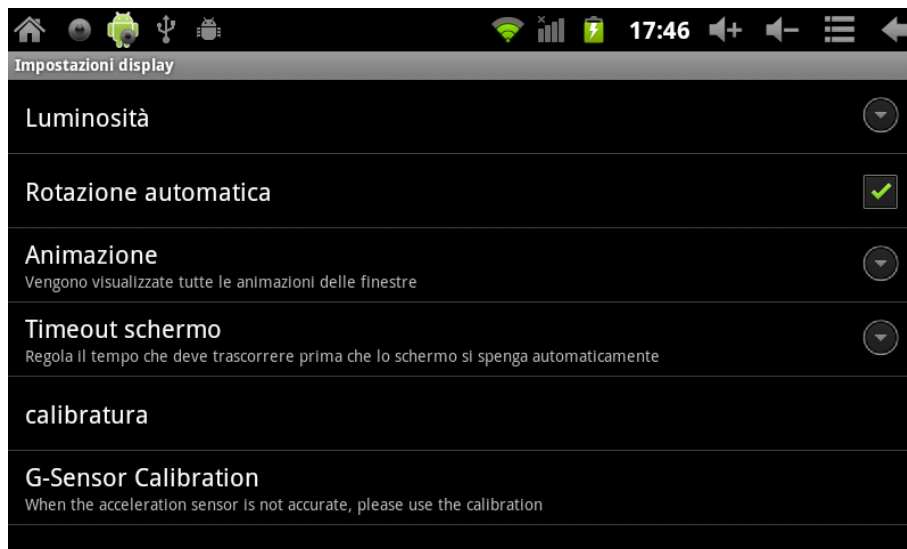 17:46
Impostazioni display
Luminosità
Rotazione automatica
Animazione
Vengono visualizzate tutte le animazioni delle finestre
Timeout schermo
Regola il tempo che deve trascorrere prima che lo schermo si spenga automaticamente
calibratura
G-Sensor Calibration
When the acceleration sensor is not accurate, please use the calibration